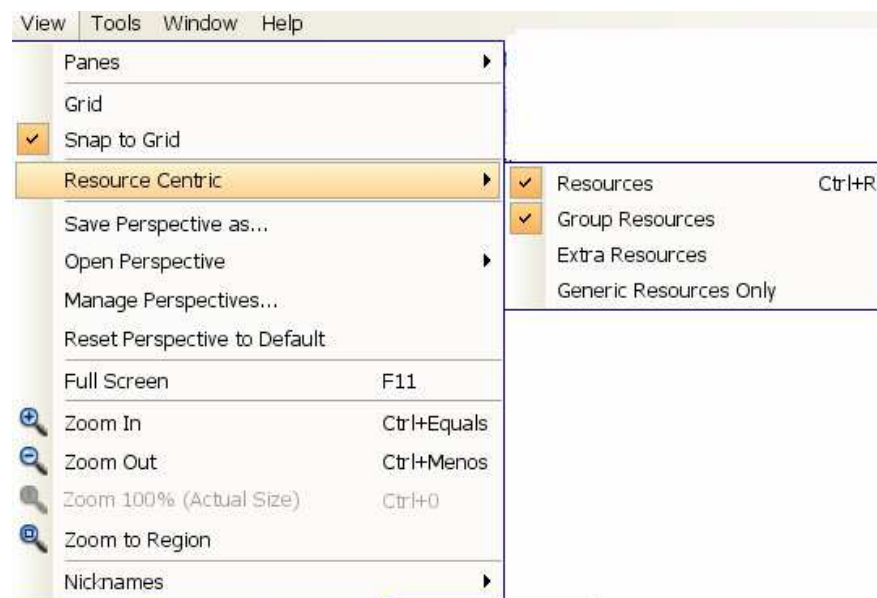 View Tools Window Help
Panes
Grid
Snap to Grid
Resource Centric
Resources Ctrl+R
Group Resources
Extra Resources
Generic Resources Only
Save Perspective as...
Open Perspective
Manage Perspectives...
Reset Perspective to Default
Full Screen F11
Zoom In Ctrl+Equals
Zoom Out Ctrl+Menos
Zoom 100% (Actual Size) Ctrl+0
Zoom to Region
Nicknames